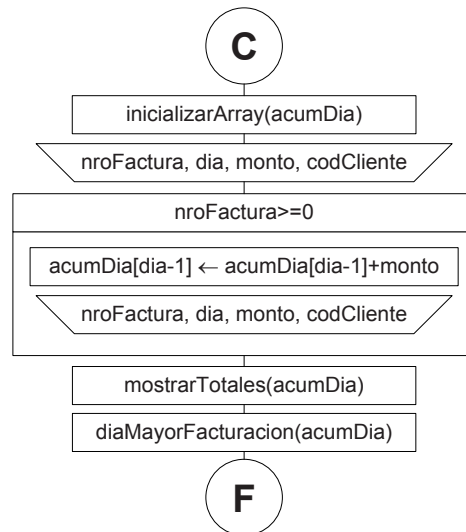 C
inicializarArray(acumDia)
nroFactura, dia, monto, codCliente
nroFactura>=0
acumDia[dia-1] ← acumDia[dia-1]+monto
nroFactura, dia, monto, codCliente
mostrarTotales(acumDia)
diaMayorFacturacion(acumDia)
F